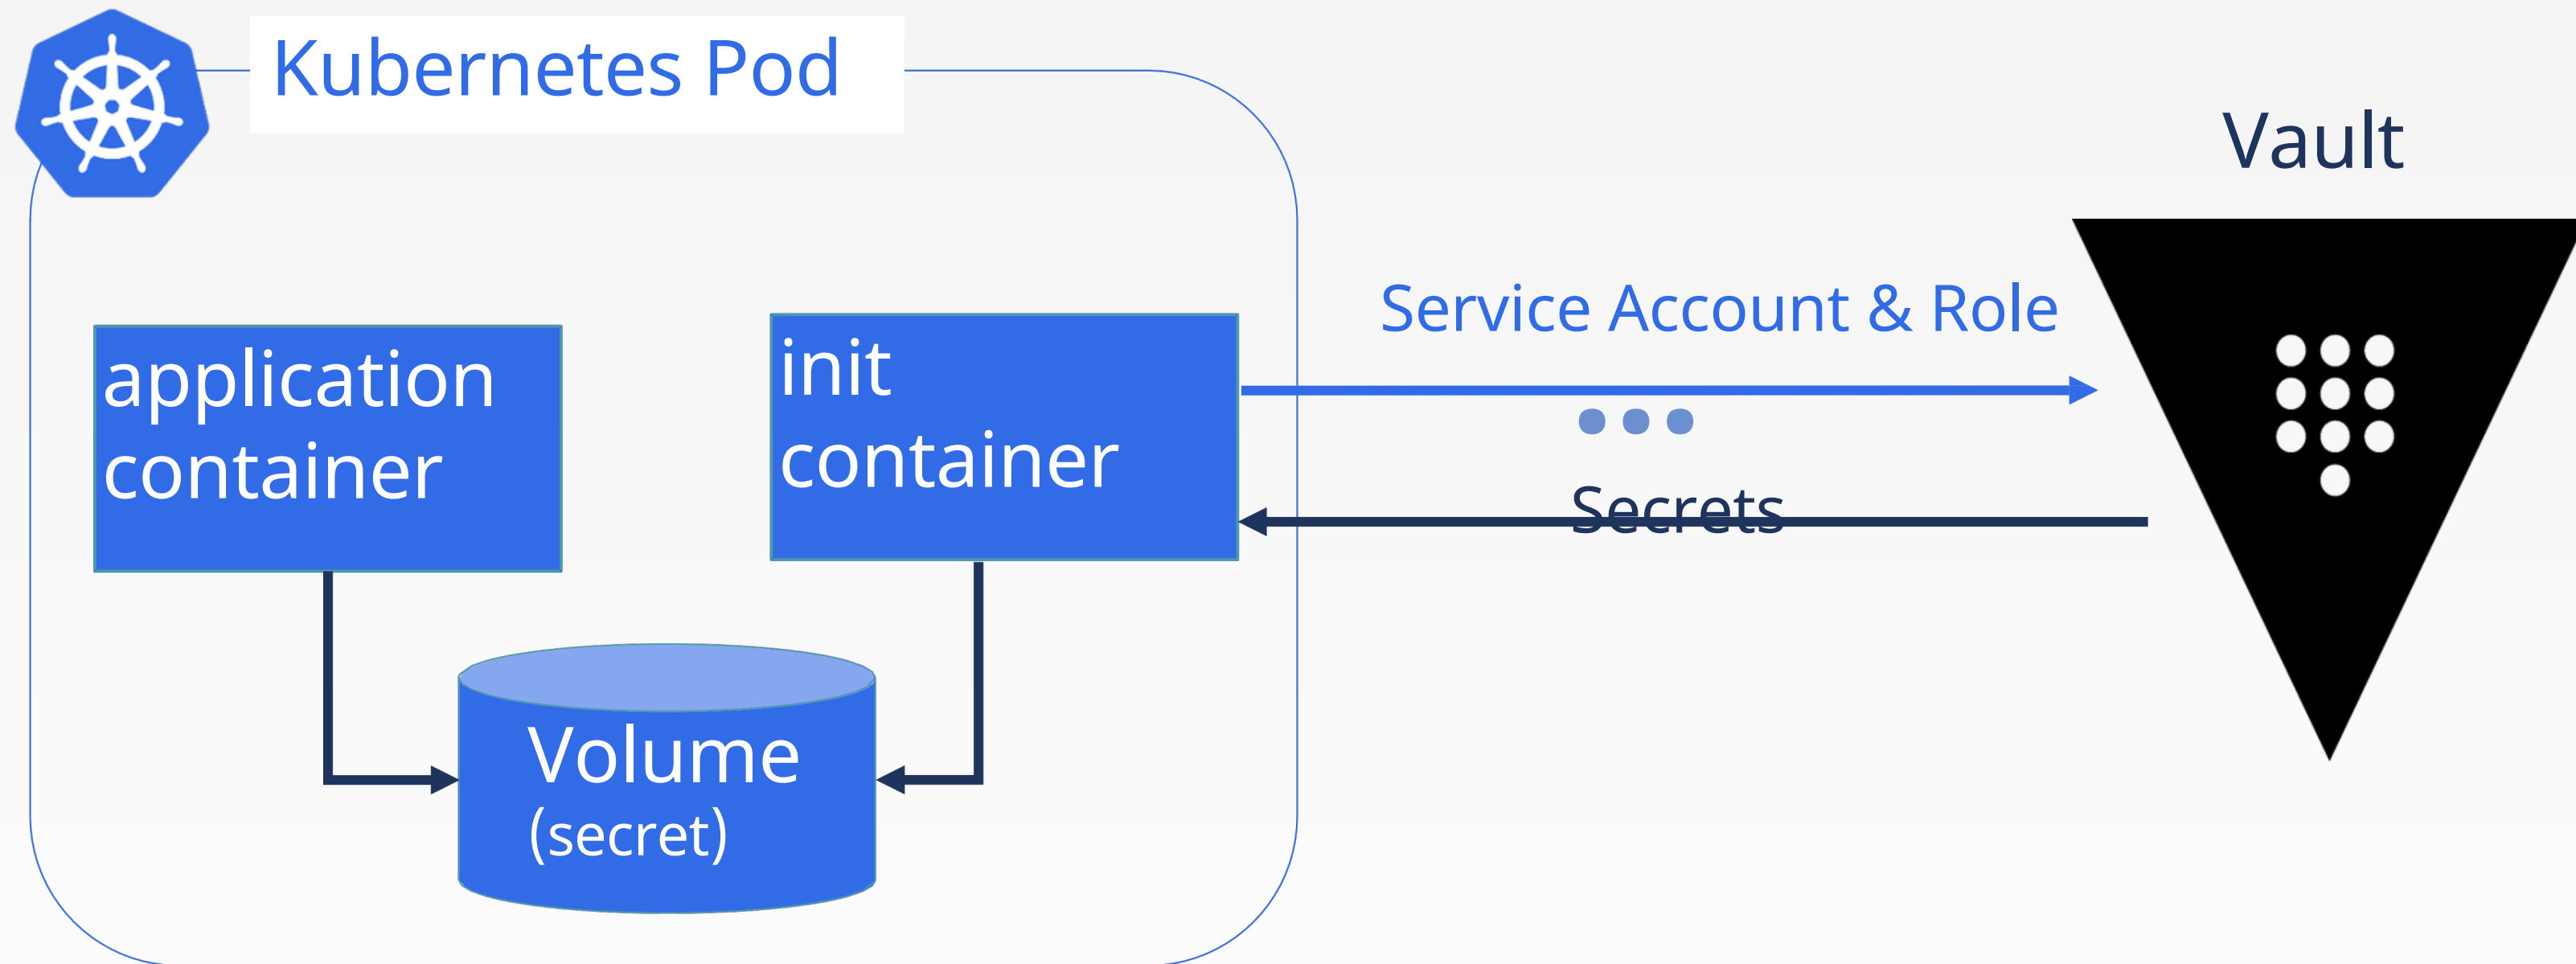 Kubernetes Pod
Vault
Service Account & Role
application
container
init
container
Secrets
Volume
(secret)